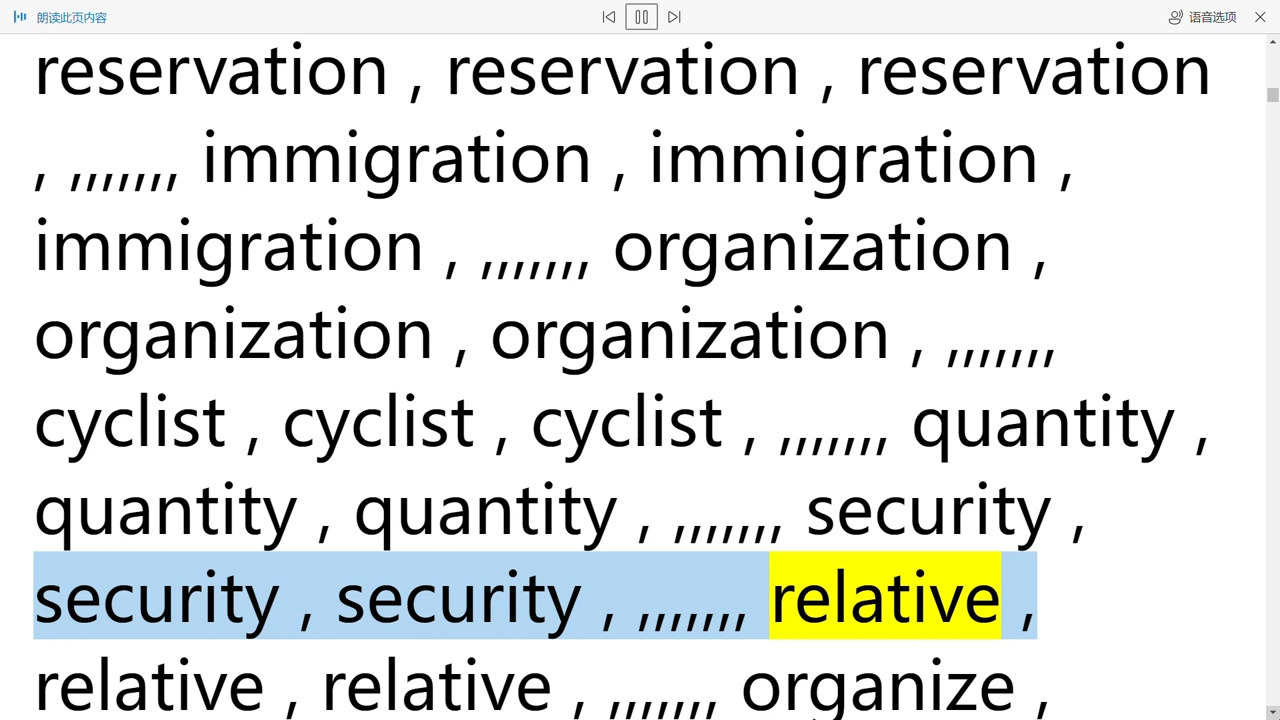 朗读此页内容 语音选项
reservation , reservation , reservation
, ,,,,,,, immigration , immigration ,
immigration , ,,,,,,, organization ,
organization , organization , ,,,,,,,
cyclist , cyclist , cyclist , ,,,,,,, quantity ,
quantity , quantity , ,,,,,,, security ,
security , security , ,,,,,,, relative ,
relative , relative , ,,,,,,, organize ,